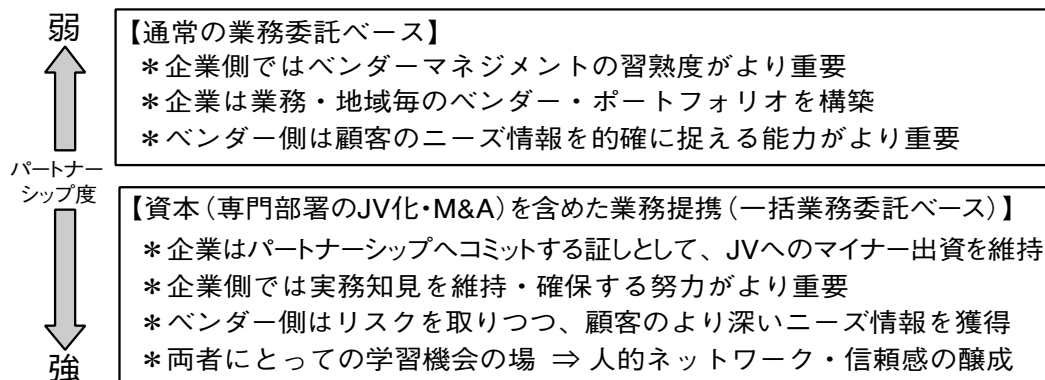 弱
【通常の業務委託ベース】
＊企業側ではベンダーマネジメントの習熟度がより重要
＊企業は業務・地域毎のベンダー・ポートフォリオを構築
＊ベンダー側は顧客のニーズ情報を的確に捉える能力がより重要
パートナー
シップ度
【資本（専門部署のJV化・M&A）を含めた業務提携（一括業務委託ベース）】
＊企業はパートナーシップへコミットする証しとして、JVへのマイナー出資を維持
＊企業側では実務知見を維持・確保する努力がより重要
＊ベンダー側はリスクを取りつつ、顧客のより深いニーズ情報を獲得
＊両者にとっての学習機会の場 ⇒ 人的ネットワーク・信頼感の醸成
強